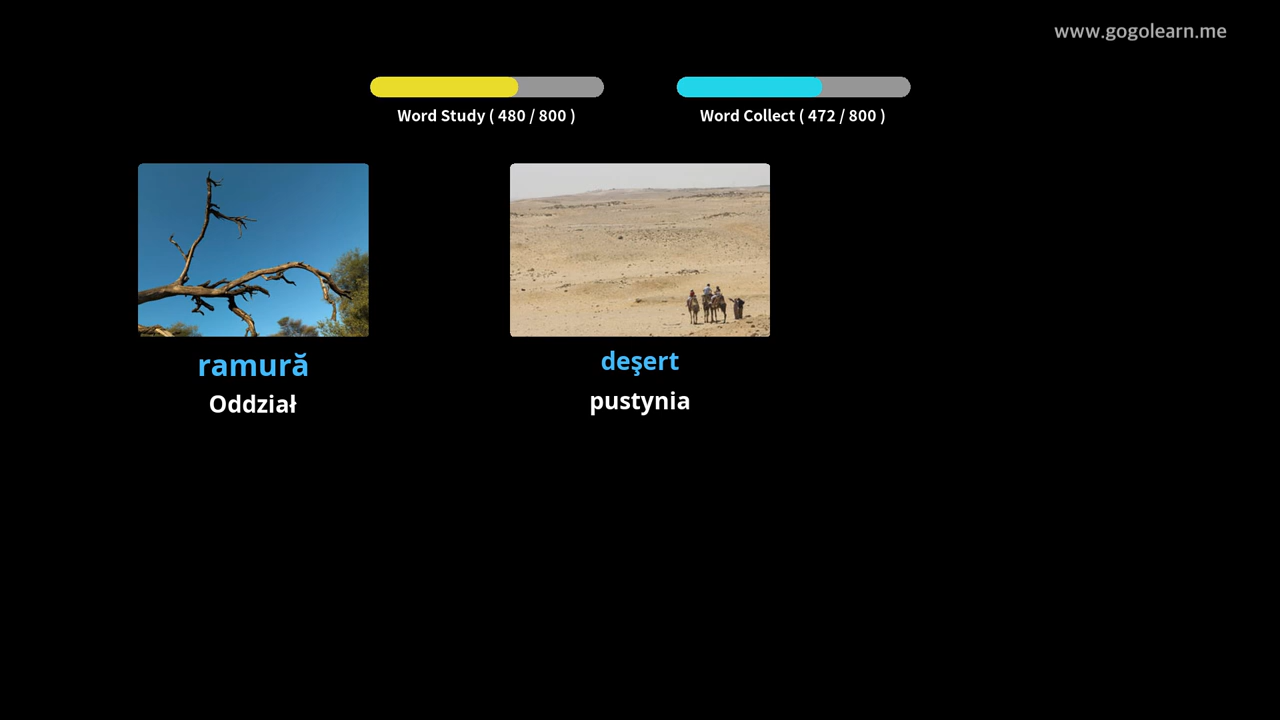 www.gogolearn.me
Word Study ( 480 / 800 )
Word Collect ( 472 / 800 )
ramură
Oddział
deşert
pustynia